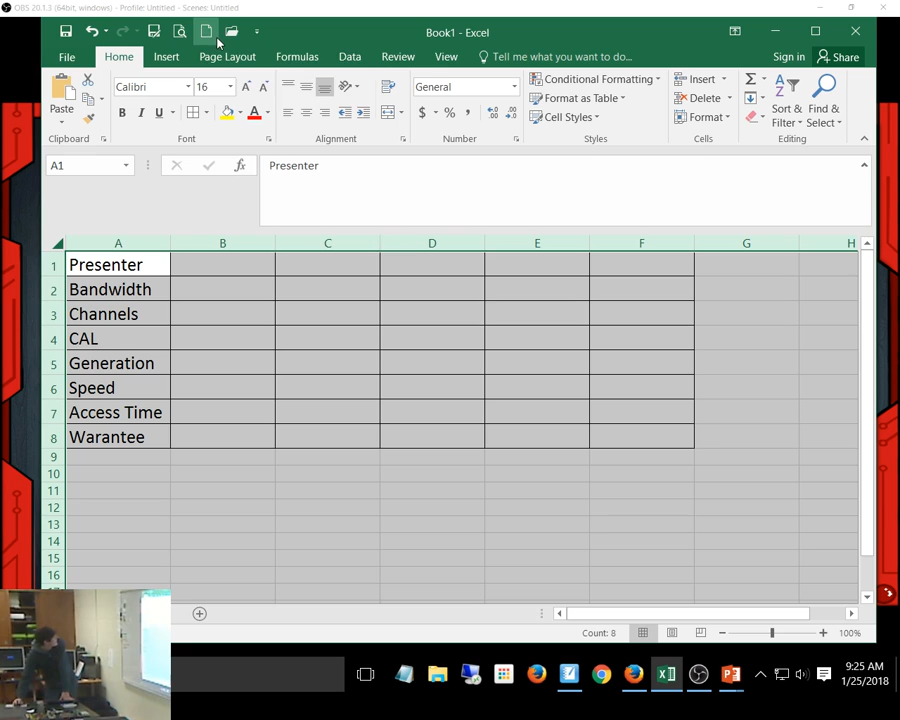 OBS 20.1.3 (64bit, windows) - Profile: Untitled - Scenes: Untitled
Book1 - Excel
File Home Insert Page Layout Formulas Data Review View Tell me what you want to do... Sign in Share
Paste
Calibri 16
B I U A
General
$ % ,
Conditional Formatting
Format as Table
Cell Styles
Insert
Delete
Format
Sort & Filter
Find & Select
Clipboard Font Alignment Number Styles Cells Editing
A1 fx Presenter
A B C D E F G H
1 Presenter
2 Bandwidth
3 Channels
4 CAL
5 Generation
6 Speed
7 Access Time
8 Warantee
9
10
11
12
13
14
15
16
Count: 8 100%
9:25 AM
1/25/2018